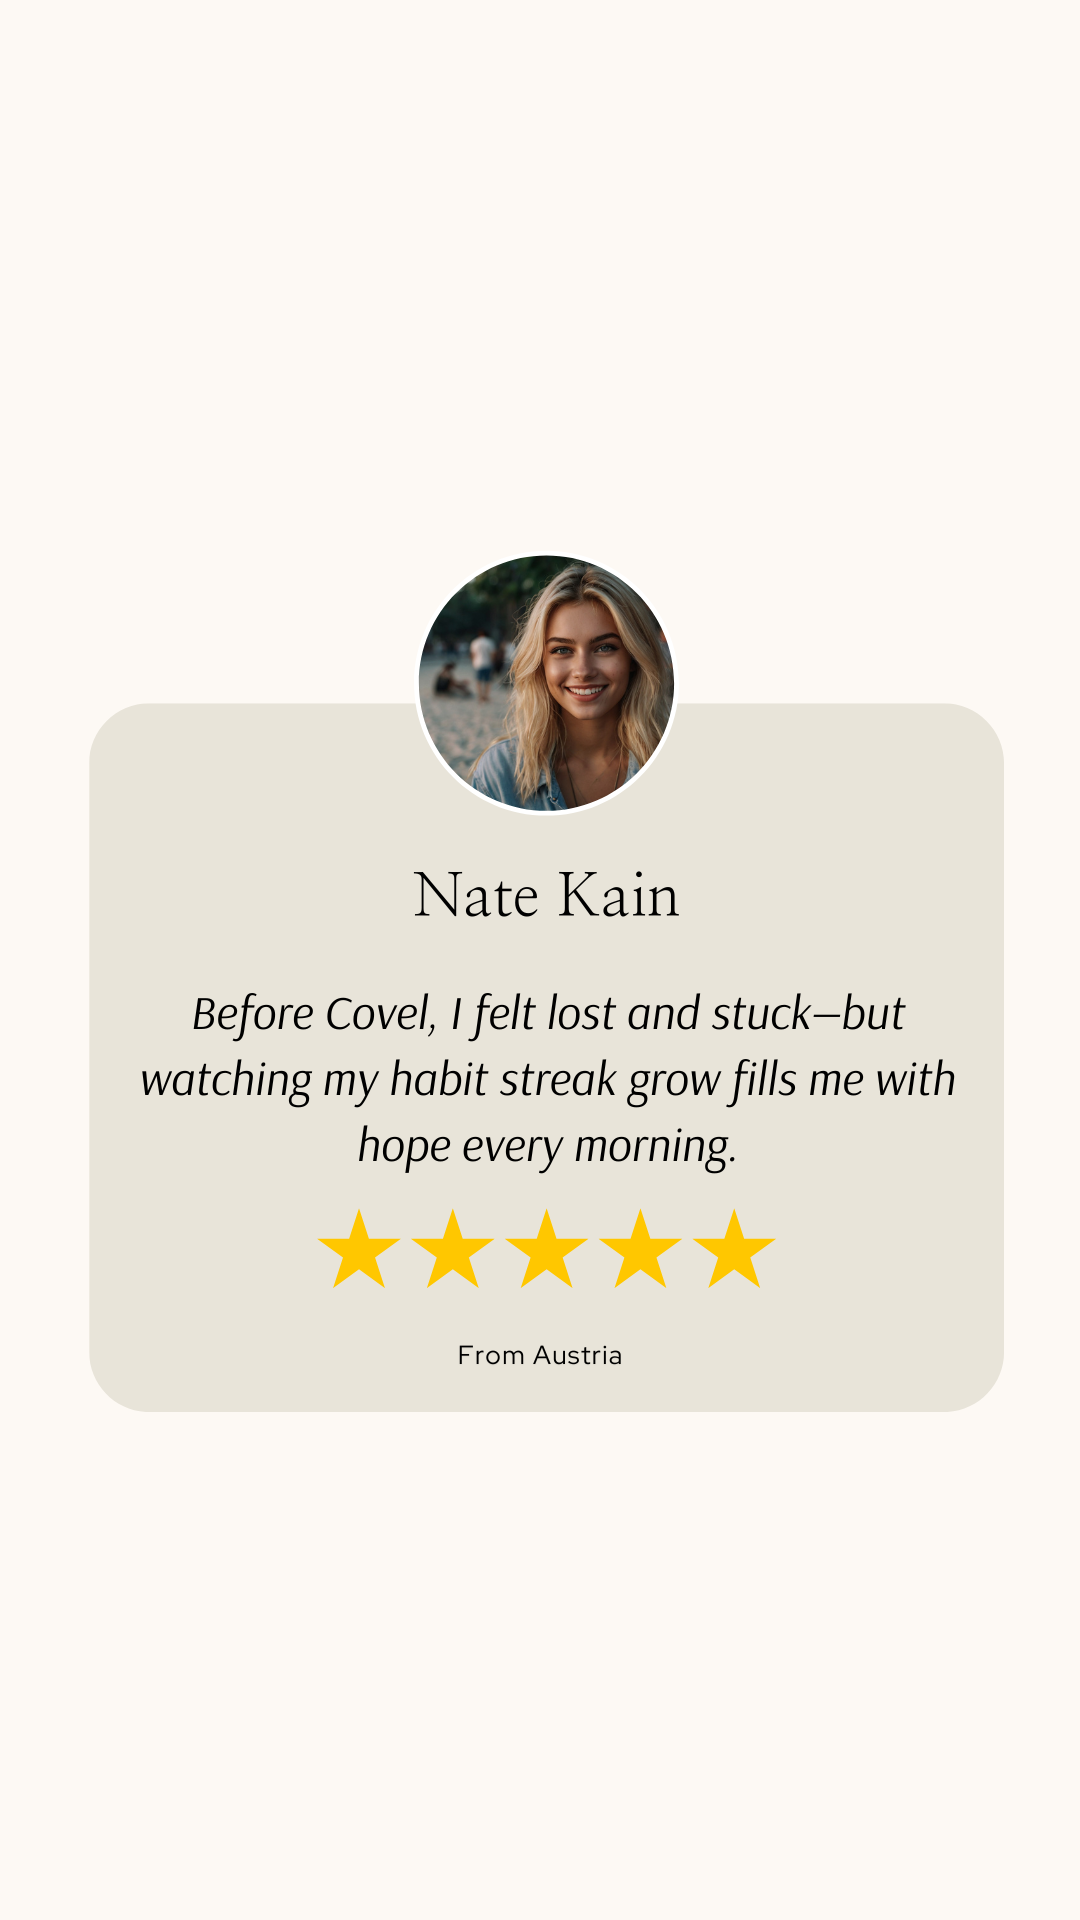 Nate Kain
Before Covel, I felt lost and stuck—but
watching my habit streak grow fills me with
hope every morning.
From Austria